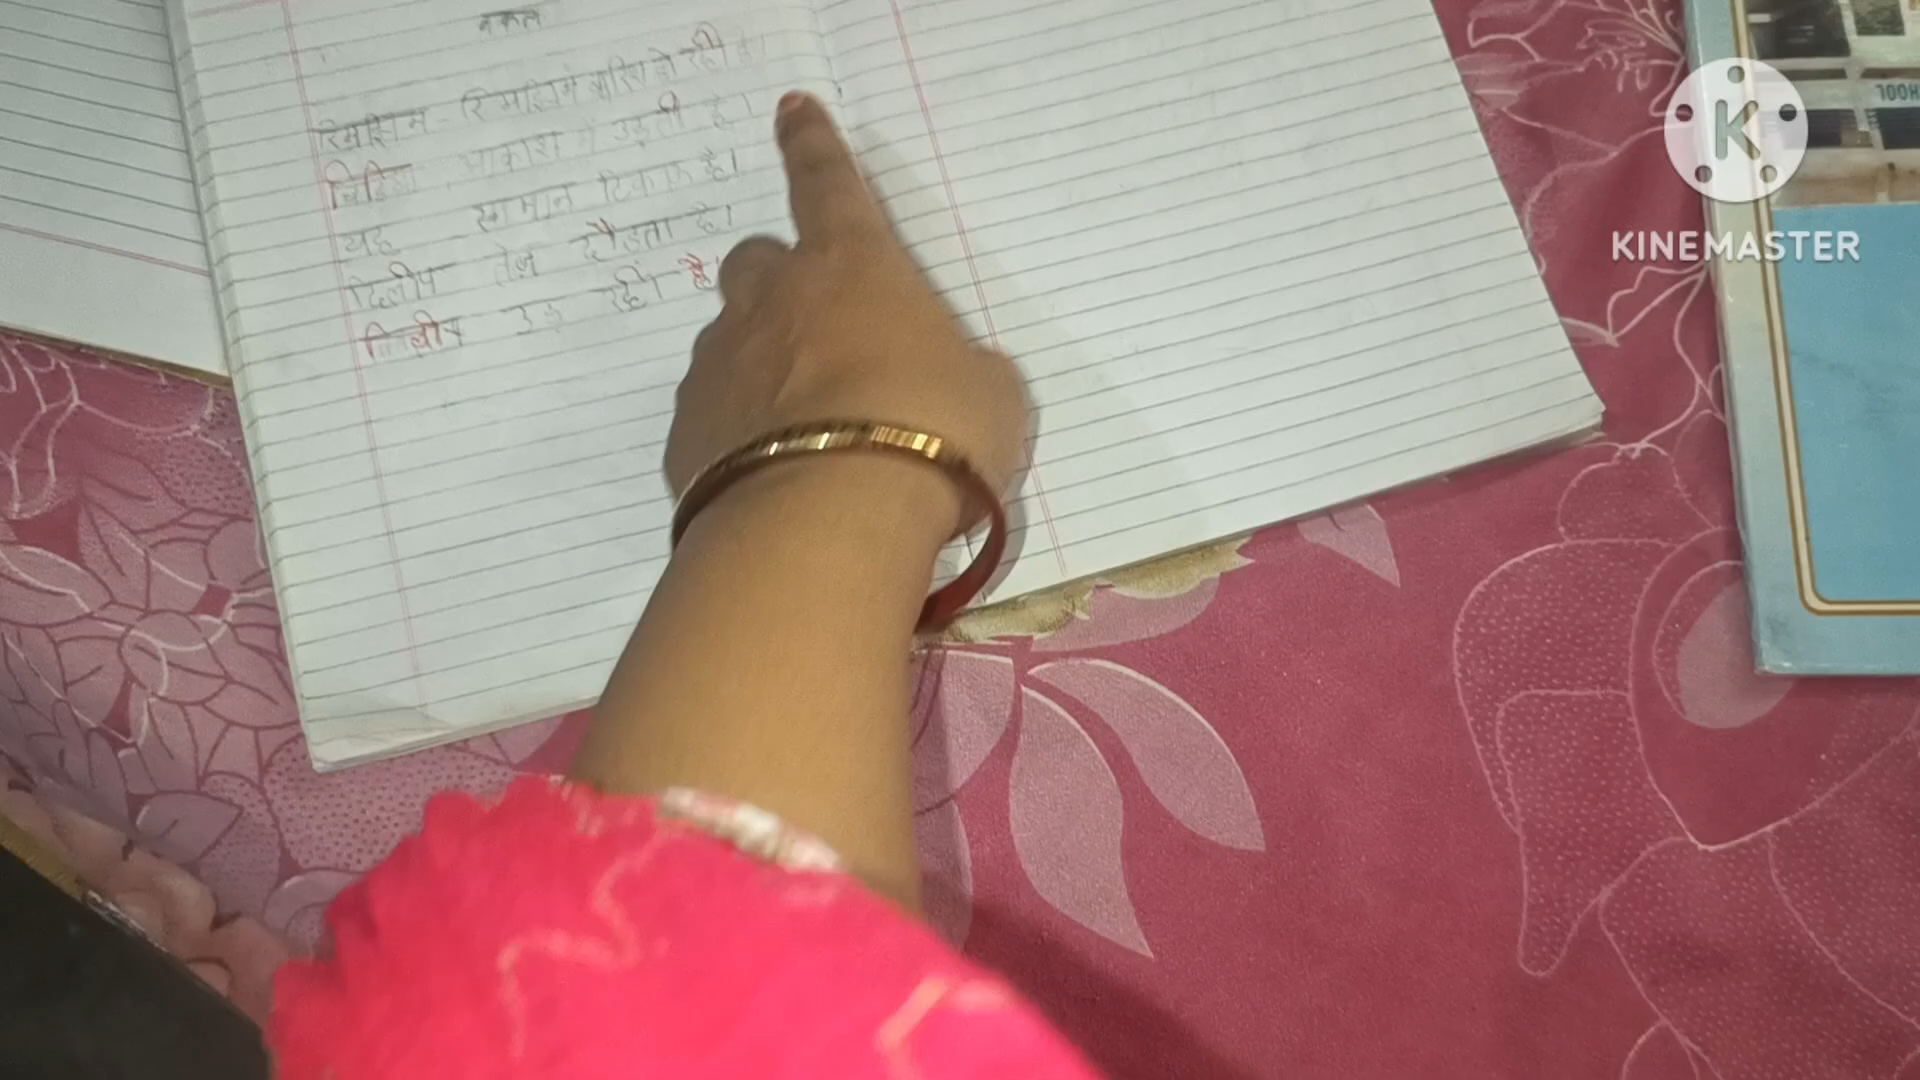 नकल
रिमझिम - रिमझिम बारिश हो रही है।
चिडिया आकाश में उड़ती है।
यह सामान टिकाऊ है।
दिलीप तेज़ दौड़ता है।
उड़ रही है।
K
KINEMASTER